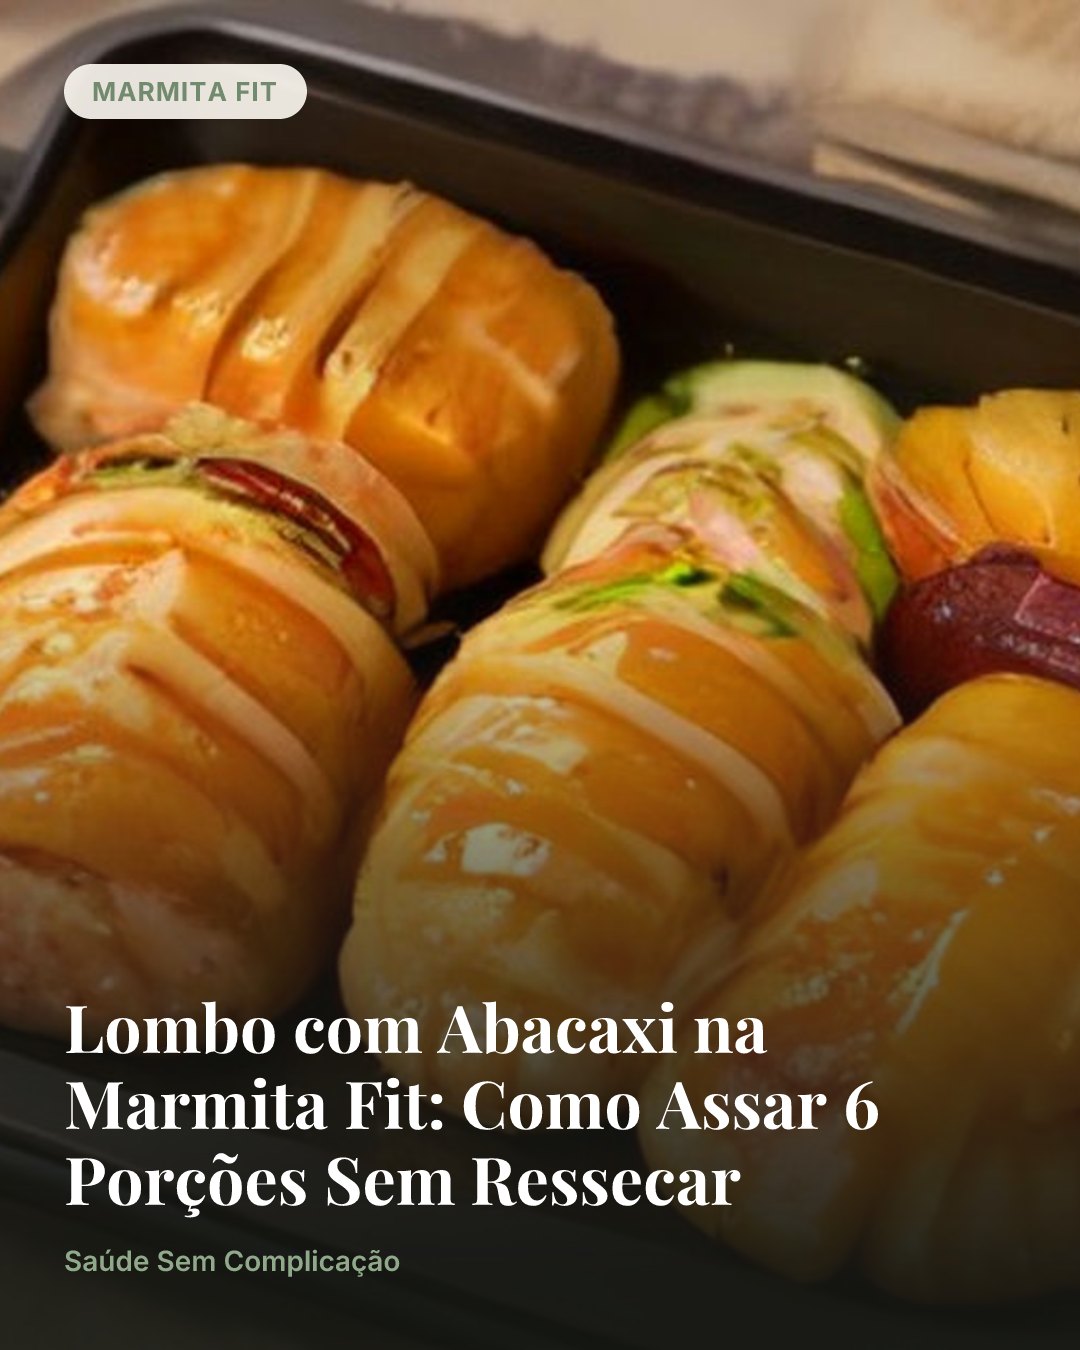 MARMITA FIT
Lombo com Abacaxi na
Marmita Fit: Como Assar 6
Porções Sem Ressecar
Saúde Sem Complicação